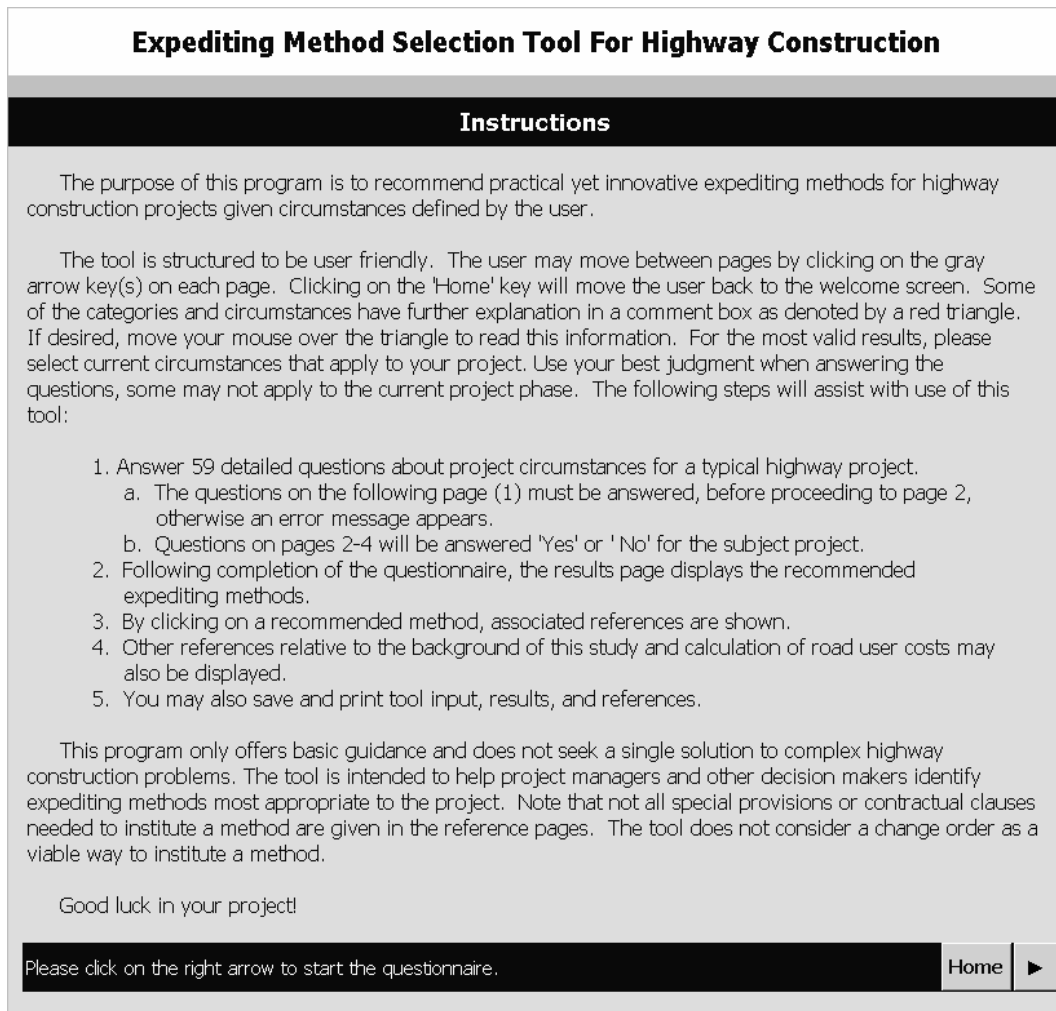 Expediting Method Selection Tool For Highway Construction
Instructions
The purpose of this program is to recommend practical yet innovative expediting methods for highway
construction projects given circumstances defined by the user.
The tool is structured to be user friendly. The user may move between pages by clicking on the gray
arrow key(s) on each page. Clicking on the 'Home' key will move the user back to the welcome screen. Some
of the categories and circumstances have further explanation in a comment box as denoted by a red triangle.
If desired, move your mouse over the triangle to read this information. For the most valid results, please
select current circumstances that apply to your project. Use your best judgment when answering the
questions, some may not apply to the current project phase. The following steps will assist with use of this
tool:
1. Answer 59 detailed questions about project circumstances for a typical highway project.
a. The questions on the following page (1) must be answered, before proceeding to page 2,
otherwise an error message appears.
b. Questions on pages 2-4 will be answered 'Yes' or ' No' for the subject project.
2. Following completion of the questionnaire, the results page displays the recommended
expediting methods.
3. By clicking on a recommended method, associated references are shown.
4. Other references relative to the background of this study and calculation of road user costs may
also be displayed.
5. You may also save and print tool input, results, and references.
This program only offers basic guidance and does not seek a single solution to complex highway
construction problems. The tool is intended to help project managers and other decision makers identify
expediting methods most appropriate to the project. Note that not all special provisions or contractual clauses
needed to institute a method are given in the reference pages. The tool does not consider a change order as a
viable way to institute a method.
Good luck in your project!
Please click on the right arrow to start the questionnaire.
Home